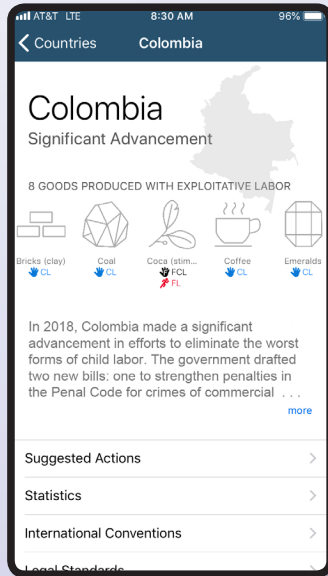 AT&T LTE 8:30 AM 96%
Countries Colombia
Colombia
Significant Advancement
8 GOODS PRODUCED WITH EXPLOITATIVE LABOR
Bricks (clay) Coal Coca (stim... Coffee Emeralds
CL CL FCL CL CL
FL
In 2018, Colombia made a significant
advancement in efforts to eliminate the worst
forms of child labor. The government drafted
two new bills: one to strengthen penalties in
the Penal Code for crimes of commercial . . .
more
Suggested Actions
Statistics
International Conventions
Legal Standards